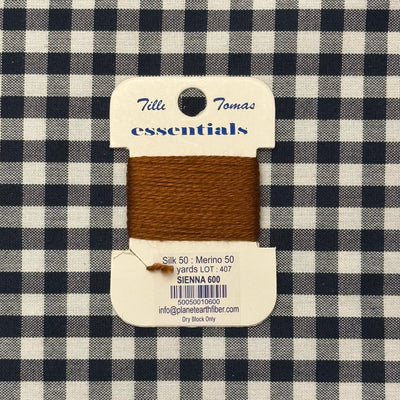 Tilli Tomas
essentials
Silk 50 : Merino 50
yards LOT : 407
SIENNA 600
50050010600
info@planetearthfiber.com
Dry Block Only